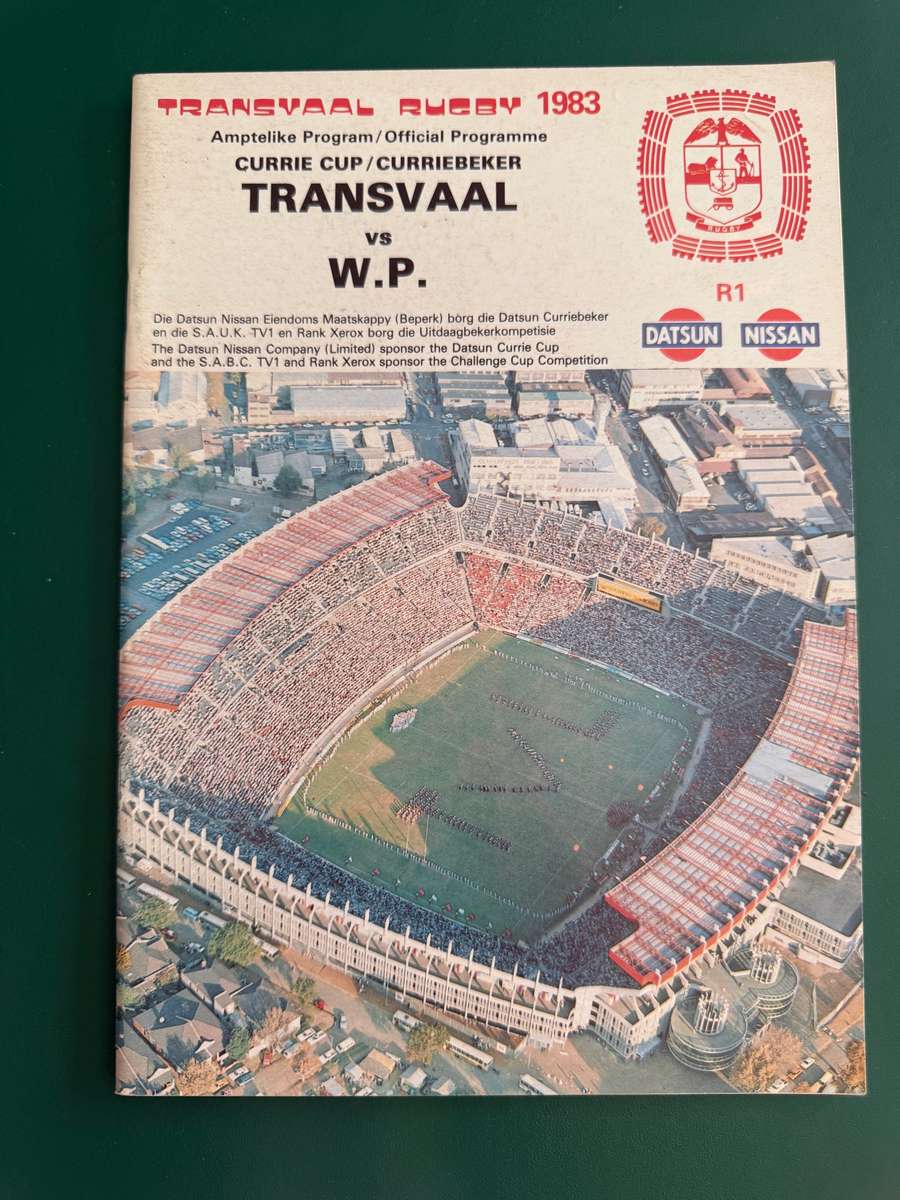 TRANSVAAL RUGBY 1983
Amptelike Program/Official Programme
CURRIE CUP/CURRIEBEKER
TRANSVAAL
vs
W.P.
RUGBY
R1
Die Datsun Nissan Eiendoms Maatskappy (Beperk) borg die Datsun Curriebeker
en die S.A.U.K. TV1 en Rank Xerox borg die Uitdaagbekerkompetisie
The Datsun Nissan Company (Limited) sponsor the Datsun Currie Cup
and the S.A.B.C. TV1 and Rank Xerox sponsor the Challenge Cup Competition
DATSUN
NISSAN